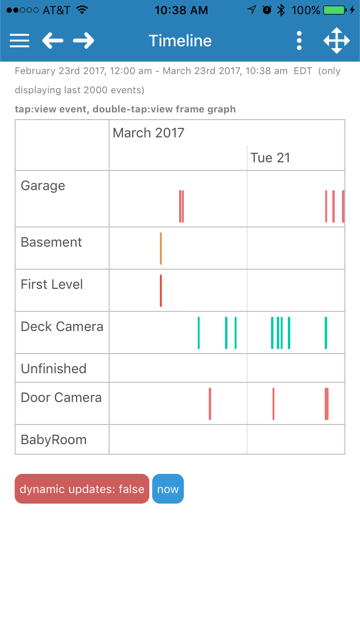 AT&T 10:38 AM 100%
Timeline
February 23rd 2017, 12:00 am - March 23rd 2017, 10:38 am EDT (only
displaying last 2000 events)
tap:view event, double-tap:view frame graph
March 2017
Tue 21
Garage
Basement
First Level
Deck Camera
Unfinished
Door Camera
BabyRoom
dynamic updates: false now